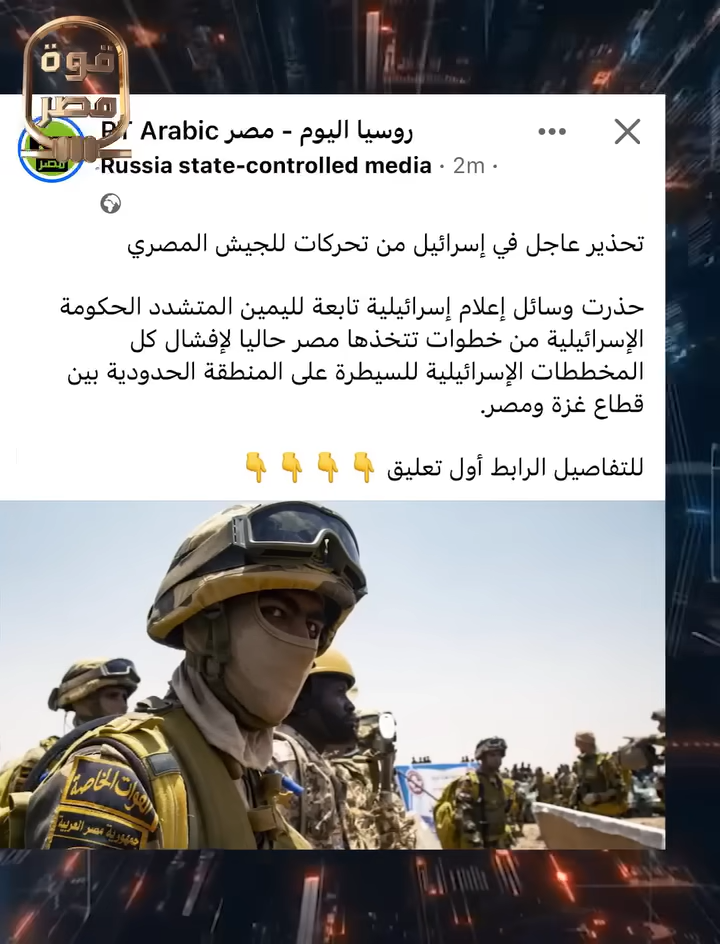 قوة
مصر
RT Arabic روسيا اليوم - مصر
Russia state-controlled media · 2m ·
تحذير عاجل في إسرائيل من تحركات للجيش المصري
حذرت وسائل إعلام إسرائيلية تابعة لليمين المتشدد الحكومة
الإسرائيلية من خطوات تتخذها مصر حاليا لإفشال كل
المخططات الإسرائيلية للسيطرة على المنطقة الحدودية بين
قطاع غزة ومصر.
للتفاصيل الرابط أول تعليق 👇 👇 👇 👇
القوات الخاصة
جمهورية مصر العربية